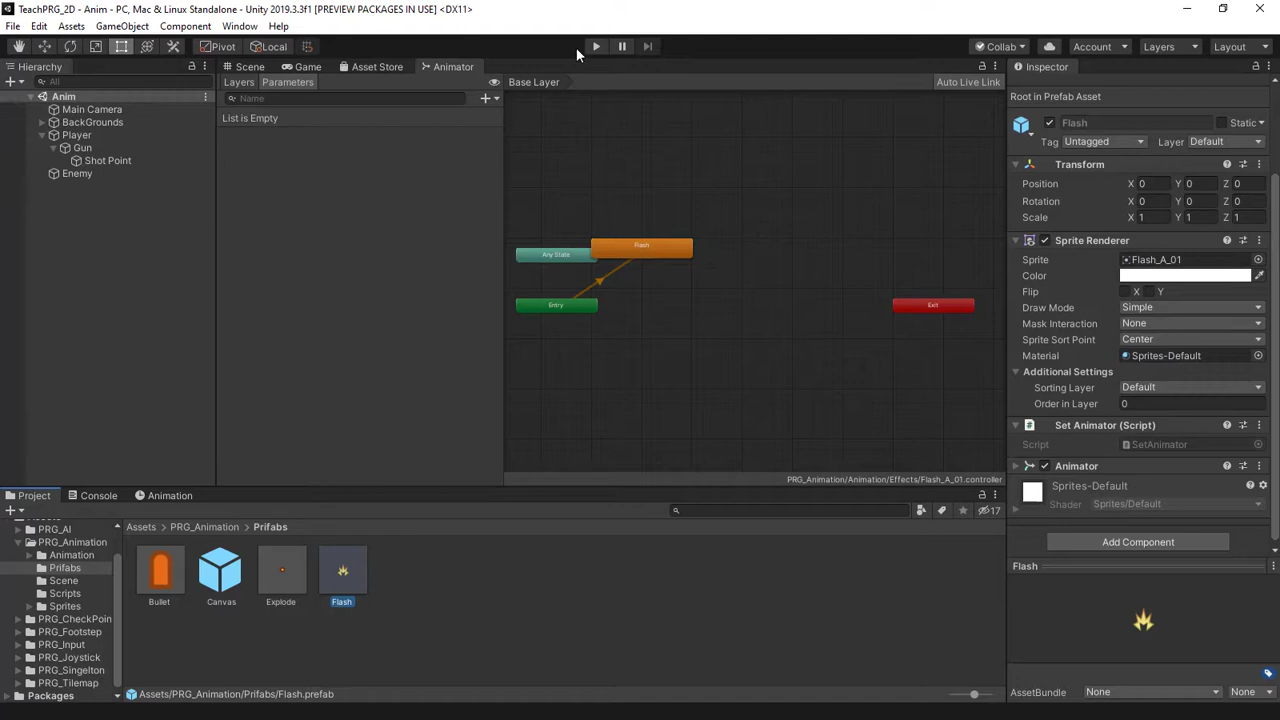 TeachPRG_2D - Anim - PC, Mac & Linux Standalone - Unity 2019.3.3f1 [PREVIEW PACKAGES IN USE] <DX11>
File Edit Assets GameObject Component Window Help
Pivot Local Collab Account Layers Layout
Hierarchy Scene Game Asset Store Animator Inspector
All Layers Parameters Base Layer Auto Live Link
Name
List is Empty
Anim
Main Camera
BackGrounds
Player
Gun
Shot Point
Enemy
Any State
Flash
Entry
Exit
PRG_Animation/Animation/Effects/Flash_A_01.controller
Root in Prefab Asset
Flash Static
Tag Untagged Layer Default
Transform
Position X 0 Y 0 Z 0
Rotation X 0 Y 0 Z 0
Scale X 1 Y 1 Z 1
Sprite Renderer
Sprite Flash_A_01
Color
Flip X Y
Draw Mode Simple
Mask Interaction None
Sprite Sort Point Center
Material Sprites-Default
Additional Settings
Sorting Layer Default
Order in Layer 0
Set Animator (Script)
Script SetAnimator
Animator
Sprites-Default
Shader Sprites/Default
Add Component
Flash
AssetBundle None None
Project Console Animation
17
Assets > PRG_Animation > Prifabs
PRG_AI
PRG_Animation
Animation
Prifabs
Scene
Scripts
Sprites
PRG_CheckPoin
PRG_Footstep
PRG_Input
PRG_Joystick
PRG_Singelton
PRG_Tilemap
Packages
Bullet Canvas Explode Flash
Assets/PRG_Animation/Prifabs/Flash.prefab